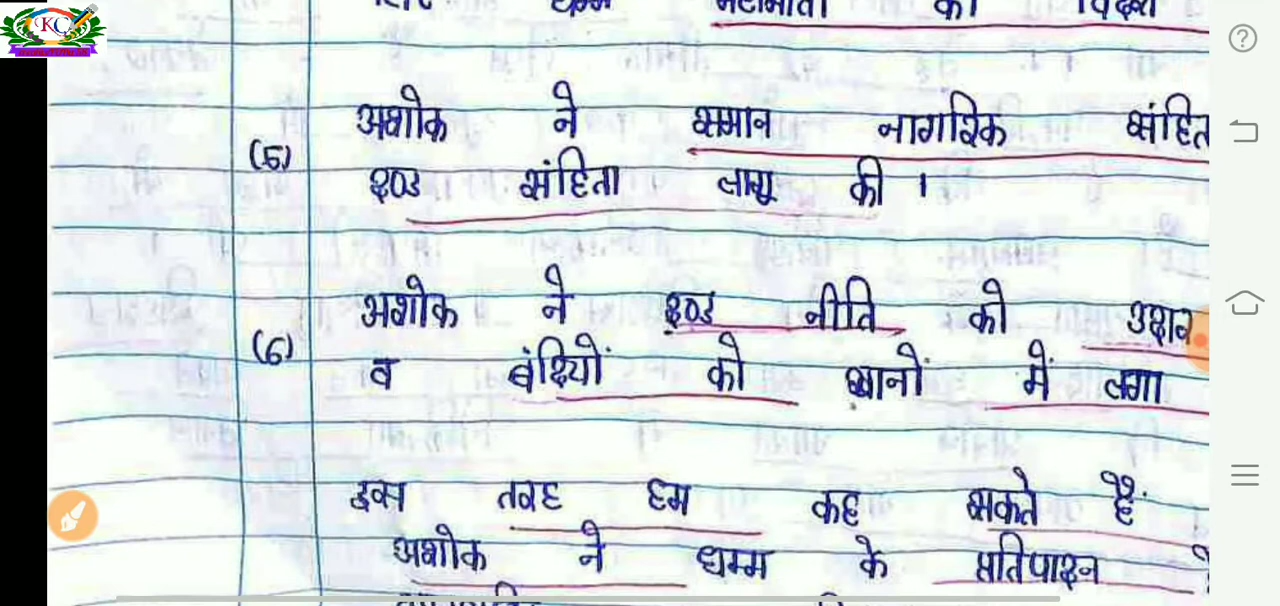 KC
अशोक ने समान नागरिक संहित
(5) दण्ड संहिता लागू की ।
अशोक ने दण्ड नीति को उदार
(6) व बंदियों को खानों में लगा
इस तरह हम कह सकते हैं
अशोक ने धम्म के प्रतिपादन